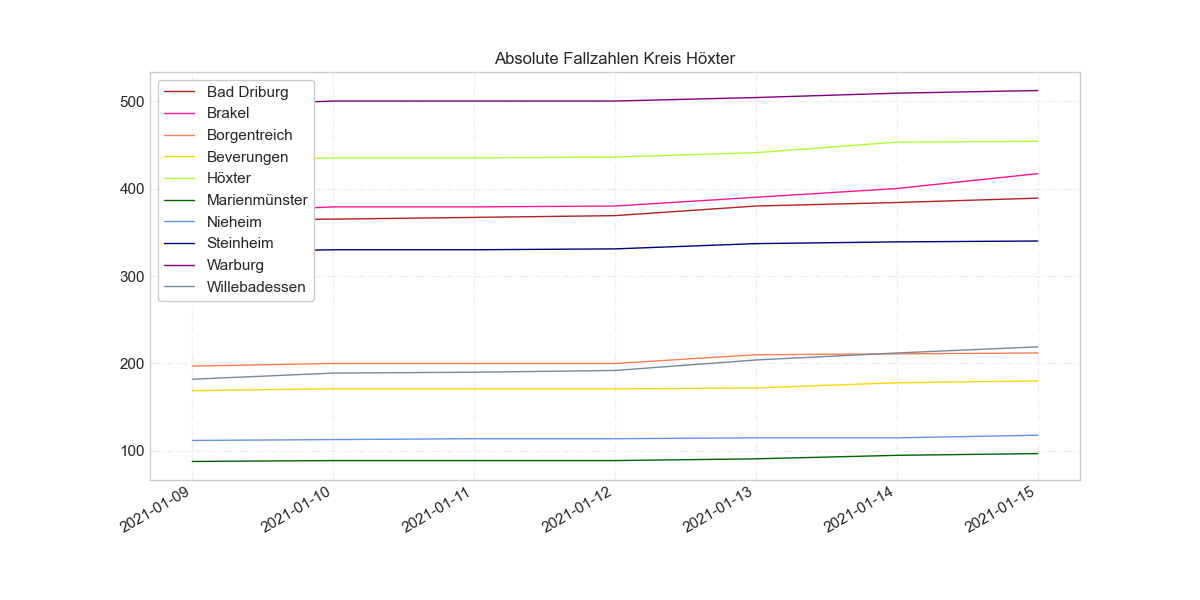 Absolute Fallzahlen Kreis Höxter
Bad Driburg
Brakel
Borgentreich
Beverungen
Höxter
Marienmünster
Nieheim
Steinheim
Warburg
Willebadessen
500
400
300
200
100
2021-01-09
2021-01-10
2021-01-11
2021-01-12
2021-01-13
2021-01-14
2021-01-15